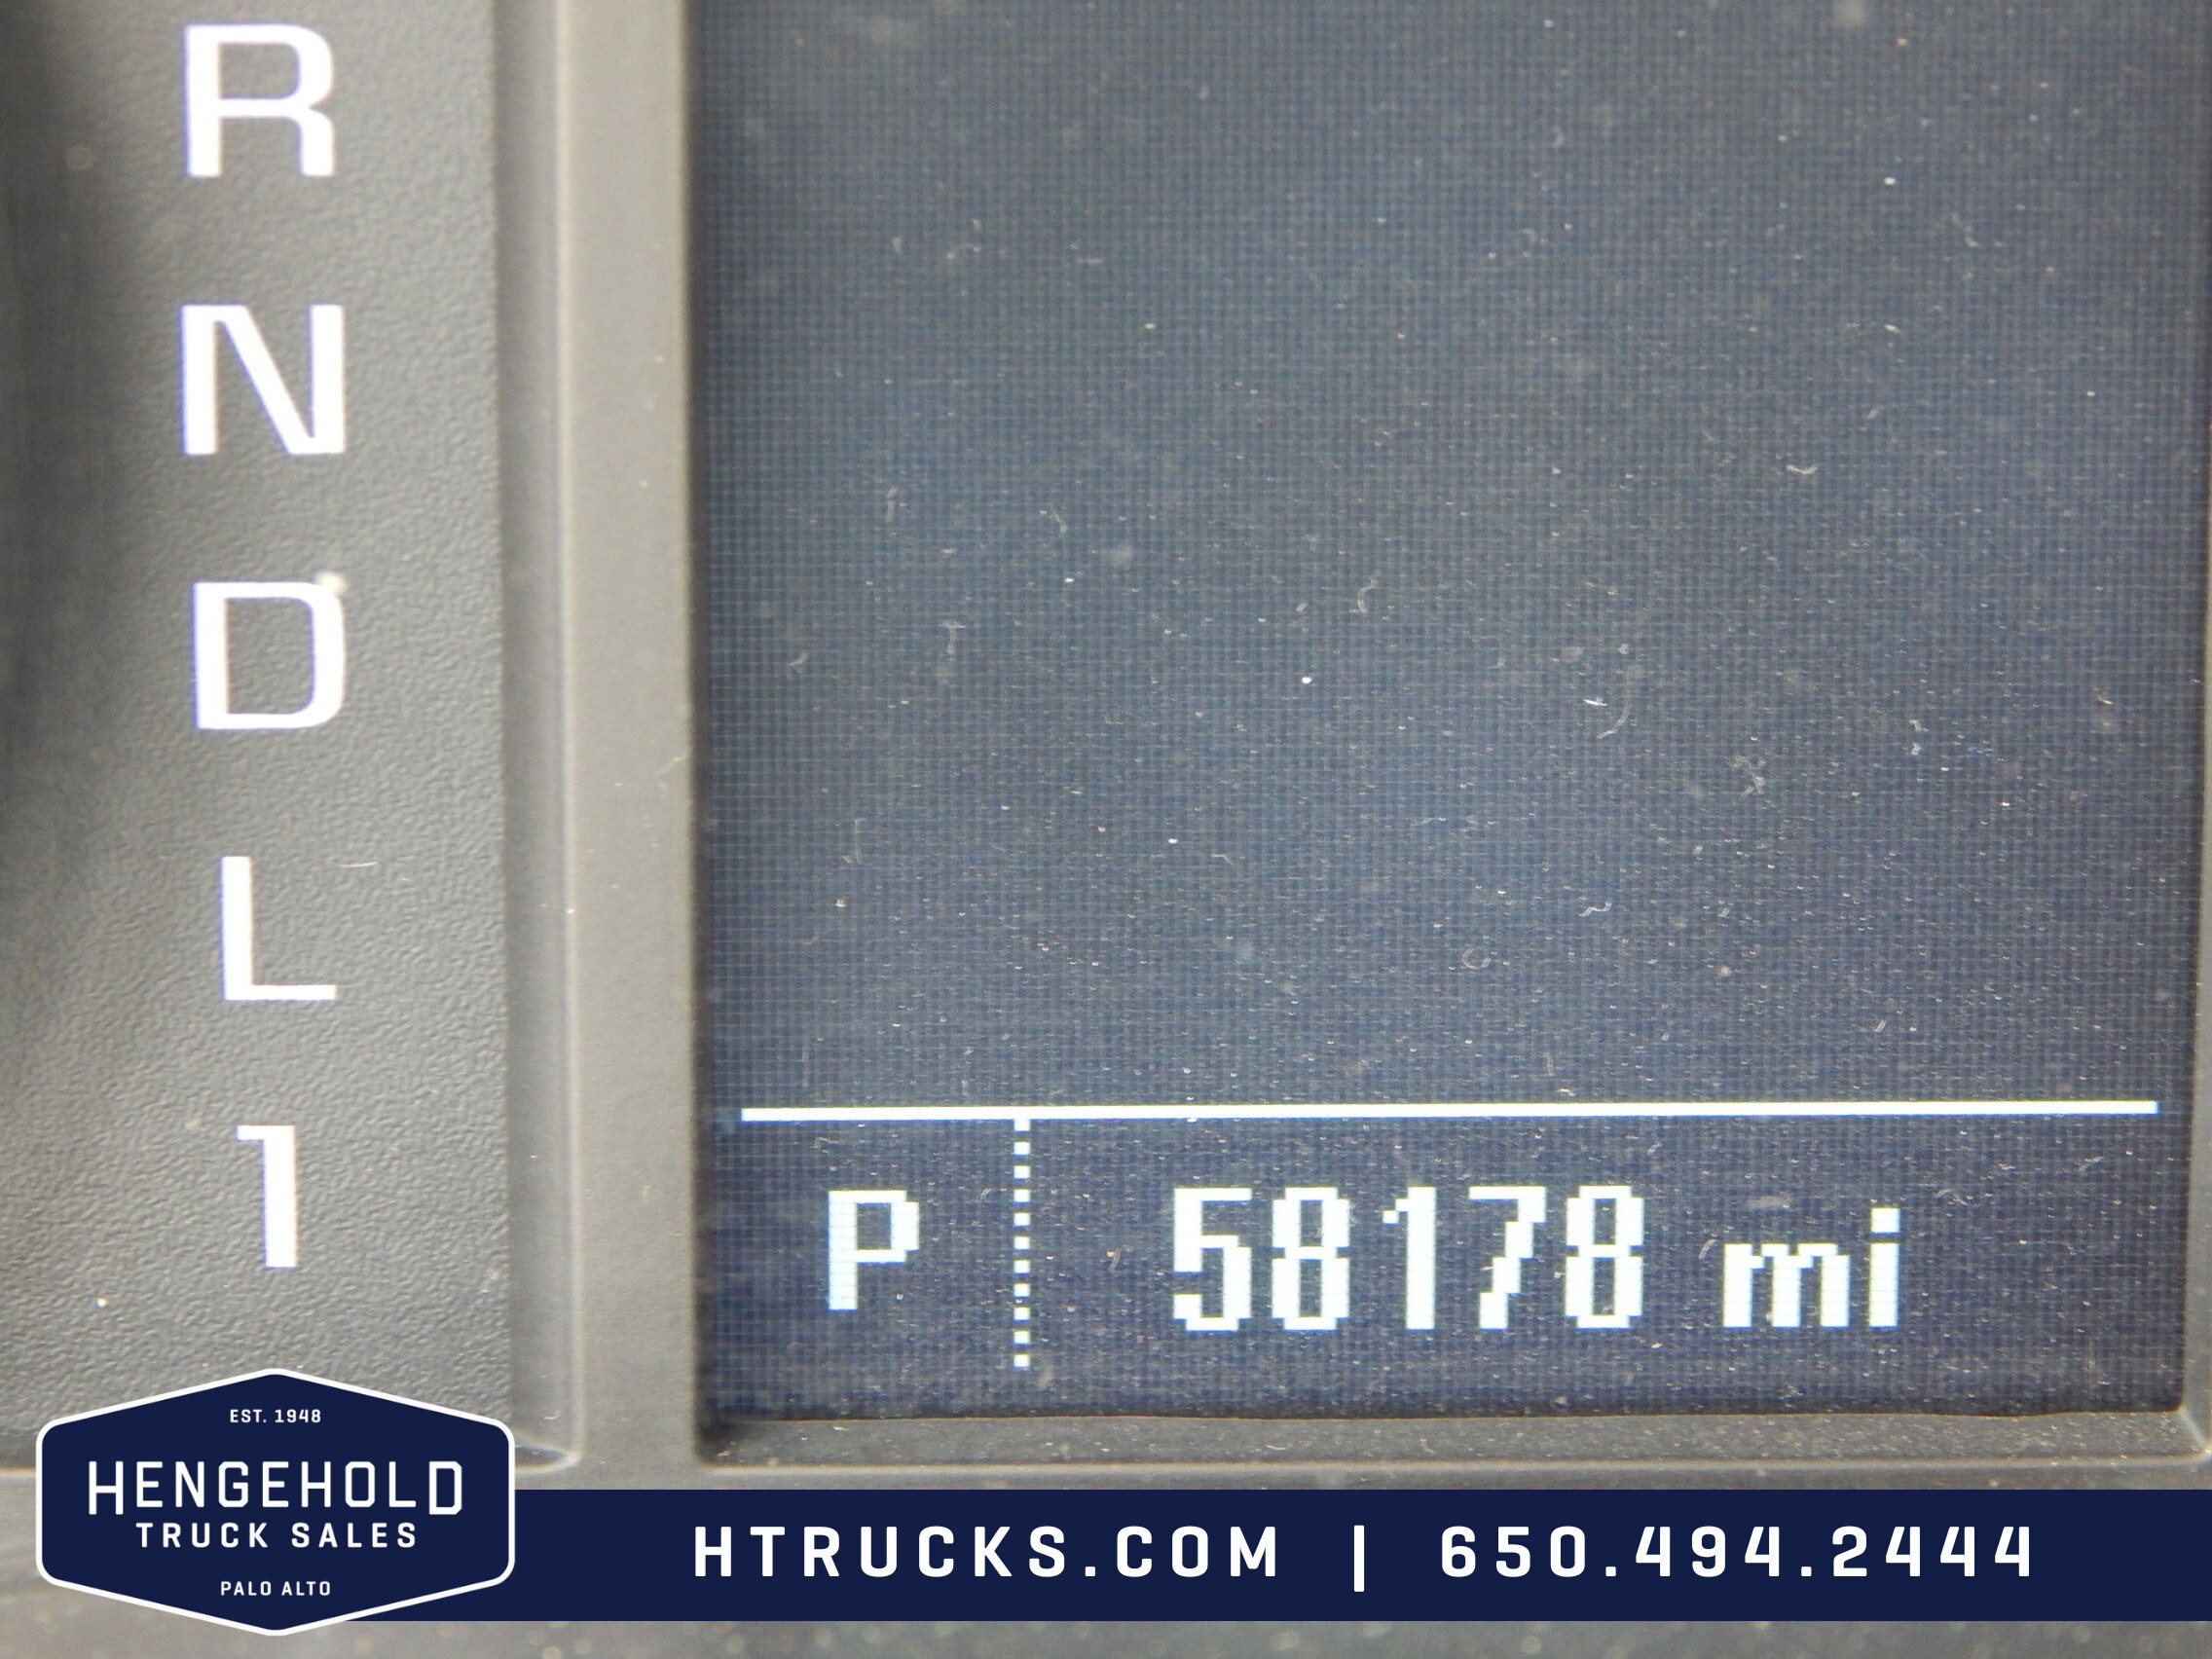 R
N
D
L
1
P 58178 mi
EST. 1948
HENGEHOLD
TRUCK SALES
PALO ALTO
HTRUCKS.COM | 650.494.2444